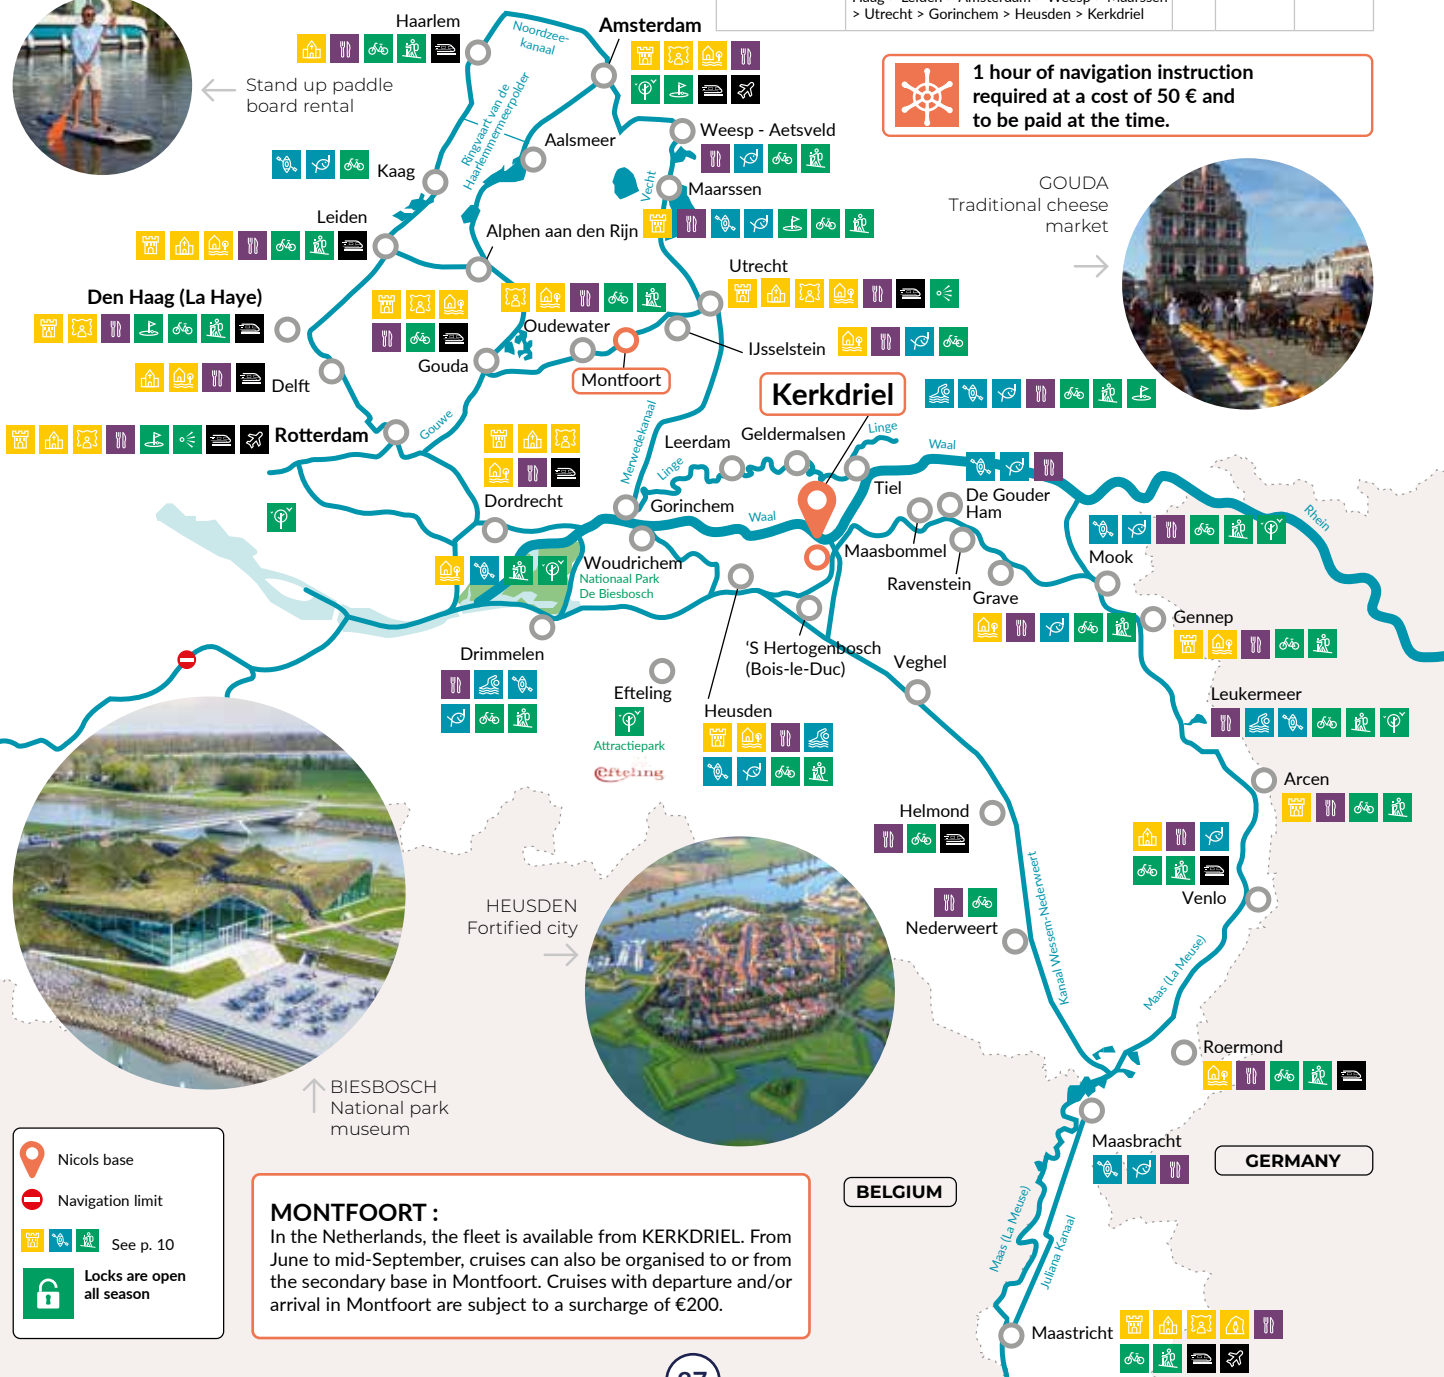 > Utrecht > Gorinchem > Heusden > Kerkdriel
1 hour of navigation instruction
required at a cost of 50 € and
to be paid at the time.
Stand up paddle
board rental
Haarlem
Noordzee-
kanaal
Amsterdam
Ringvaart van de
Haarlemmermeerpolder
Aalsmeer
Weesp - Aetsveld
Kaag
Vecht
Maarssen
GOUDA
Traditional cheese
market
Leiden
Alphen aan den Rijn
Utrecht
Den Haag (La Haye)
Oudewater
IJsselstein
Gouda
Montfoort
Delft
Kerkdriel
Rotterdam
Gouwe
Merwedekanaal
Leerdam
Geldermalsen
Linge
Linge
Waal
Tiel
De Gouder
Ham
Dordrecht
Gorinchem
Waal
Rhein
Maasbommel
Mook
Woudrichem
Nationaal Park
De Biesbosch
Ravenstein
Grave
Gennep
Drimmelen
'S Hertogenbosch
(Bois-le-Duc)
Veghel
Efteling
Attractiepark
Efteling
Heusden
Leukermeer
Arcen
Helmond
Venlo
HEUSDEN
Fortified city
Nederweert
Kanaal Wessem-Nederweert
Maas (La Meuse)
Roermond
BIESBOSCH
National park
museum
Maasbracht
GERMANY
BELGIUM
Nicols base
Navigation limit
See p. 10
Locks are open
all season
MONTFOORT :
In the Netherlands, the fleet is available from KERKDRIEL. From
June to mid-September, cruises can also be organised to or from
the secondary base in Montfoort. Cruises with departure and/or
arrival in Montfoort are subject to a surcharge of €200.
Maas (La Meuse)
Juliana Kanaal
Maastricht